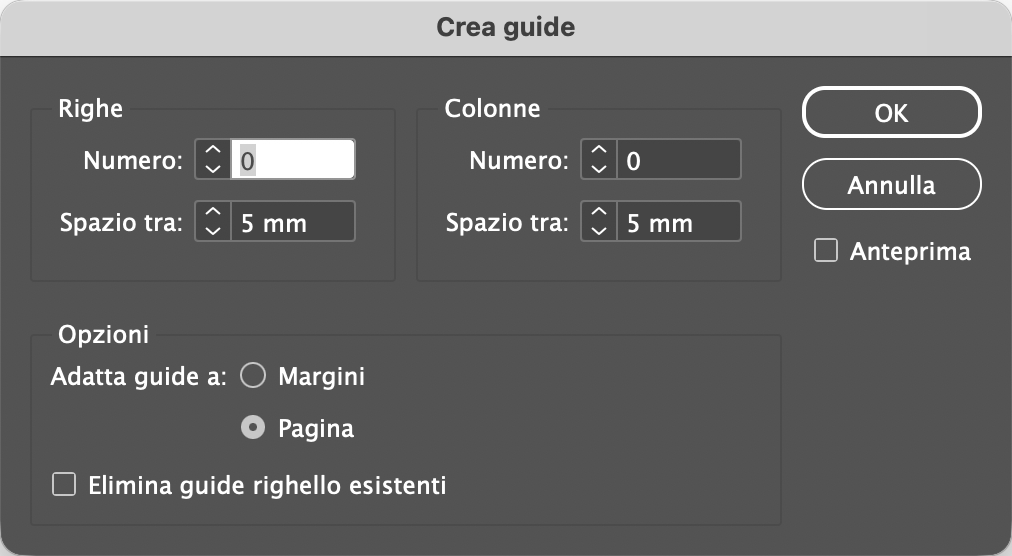 Crea guide
Righe
Numero: 0
Spazio tra: 5 mm
Colonne
Numero: 0
Spazio tra: 5 mm
OK
Annulla
Anteprima
Opzioni
Adatta guide a: Margini
Pagina
Elimina guide righello esistenti